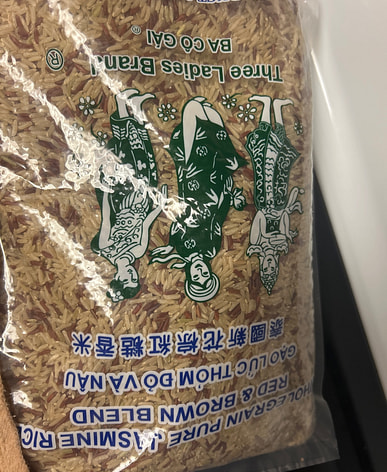 WHOLEGRAIN PURE JASMINE RIC
RED & BROWN BLEND
GẠO LỨC THƠM ĐỎ VÀ NÂU
泰國新花棕紅糙香米
Three Ladies Brand ®
BA CÔ GÁI